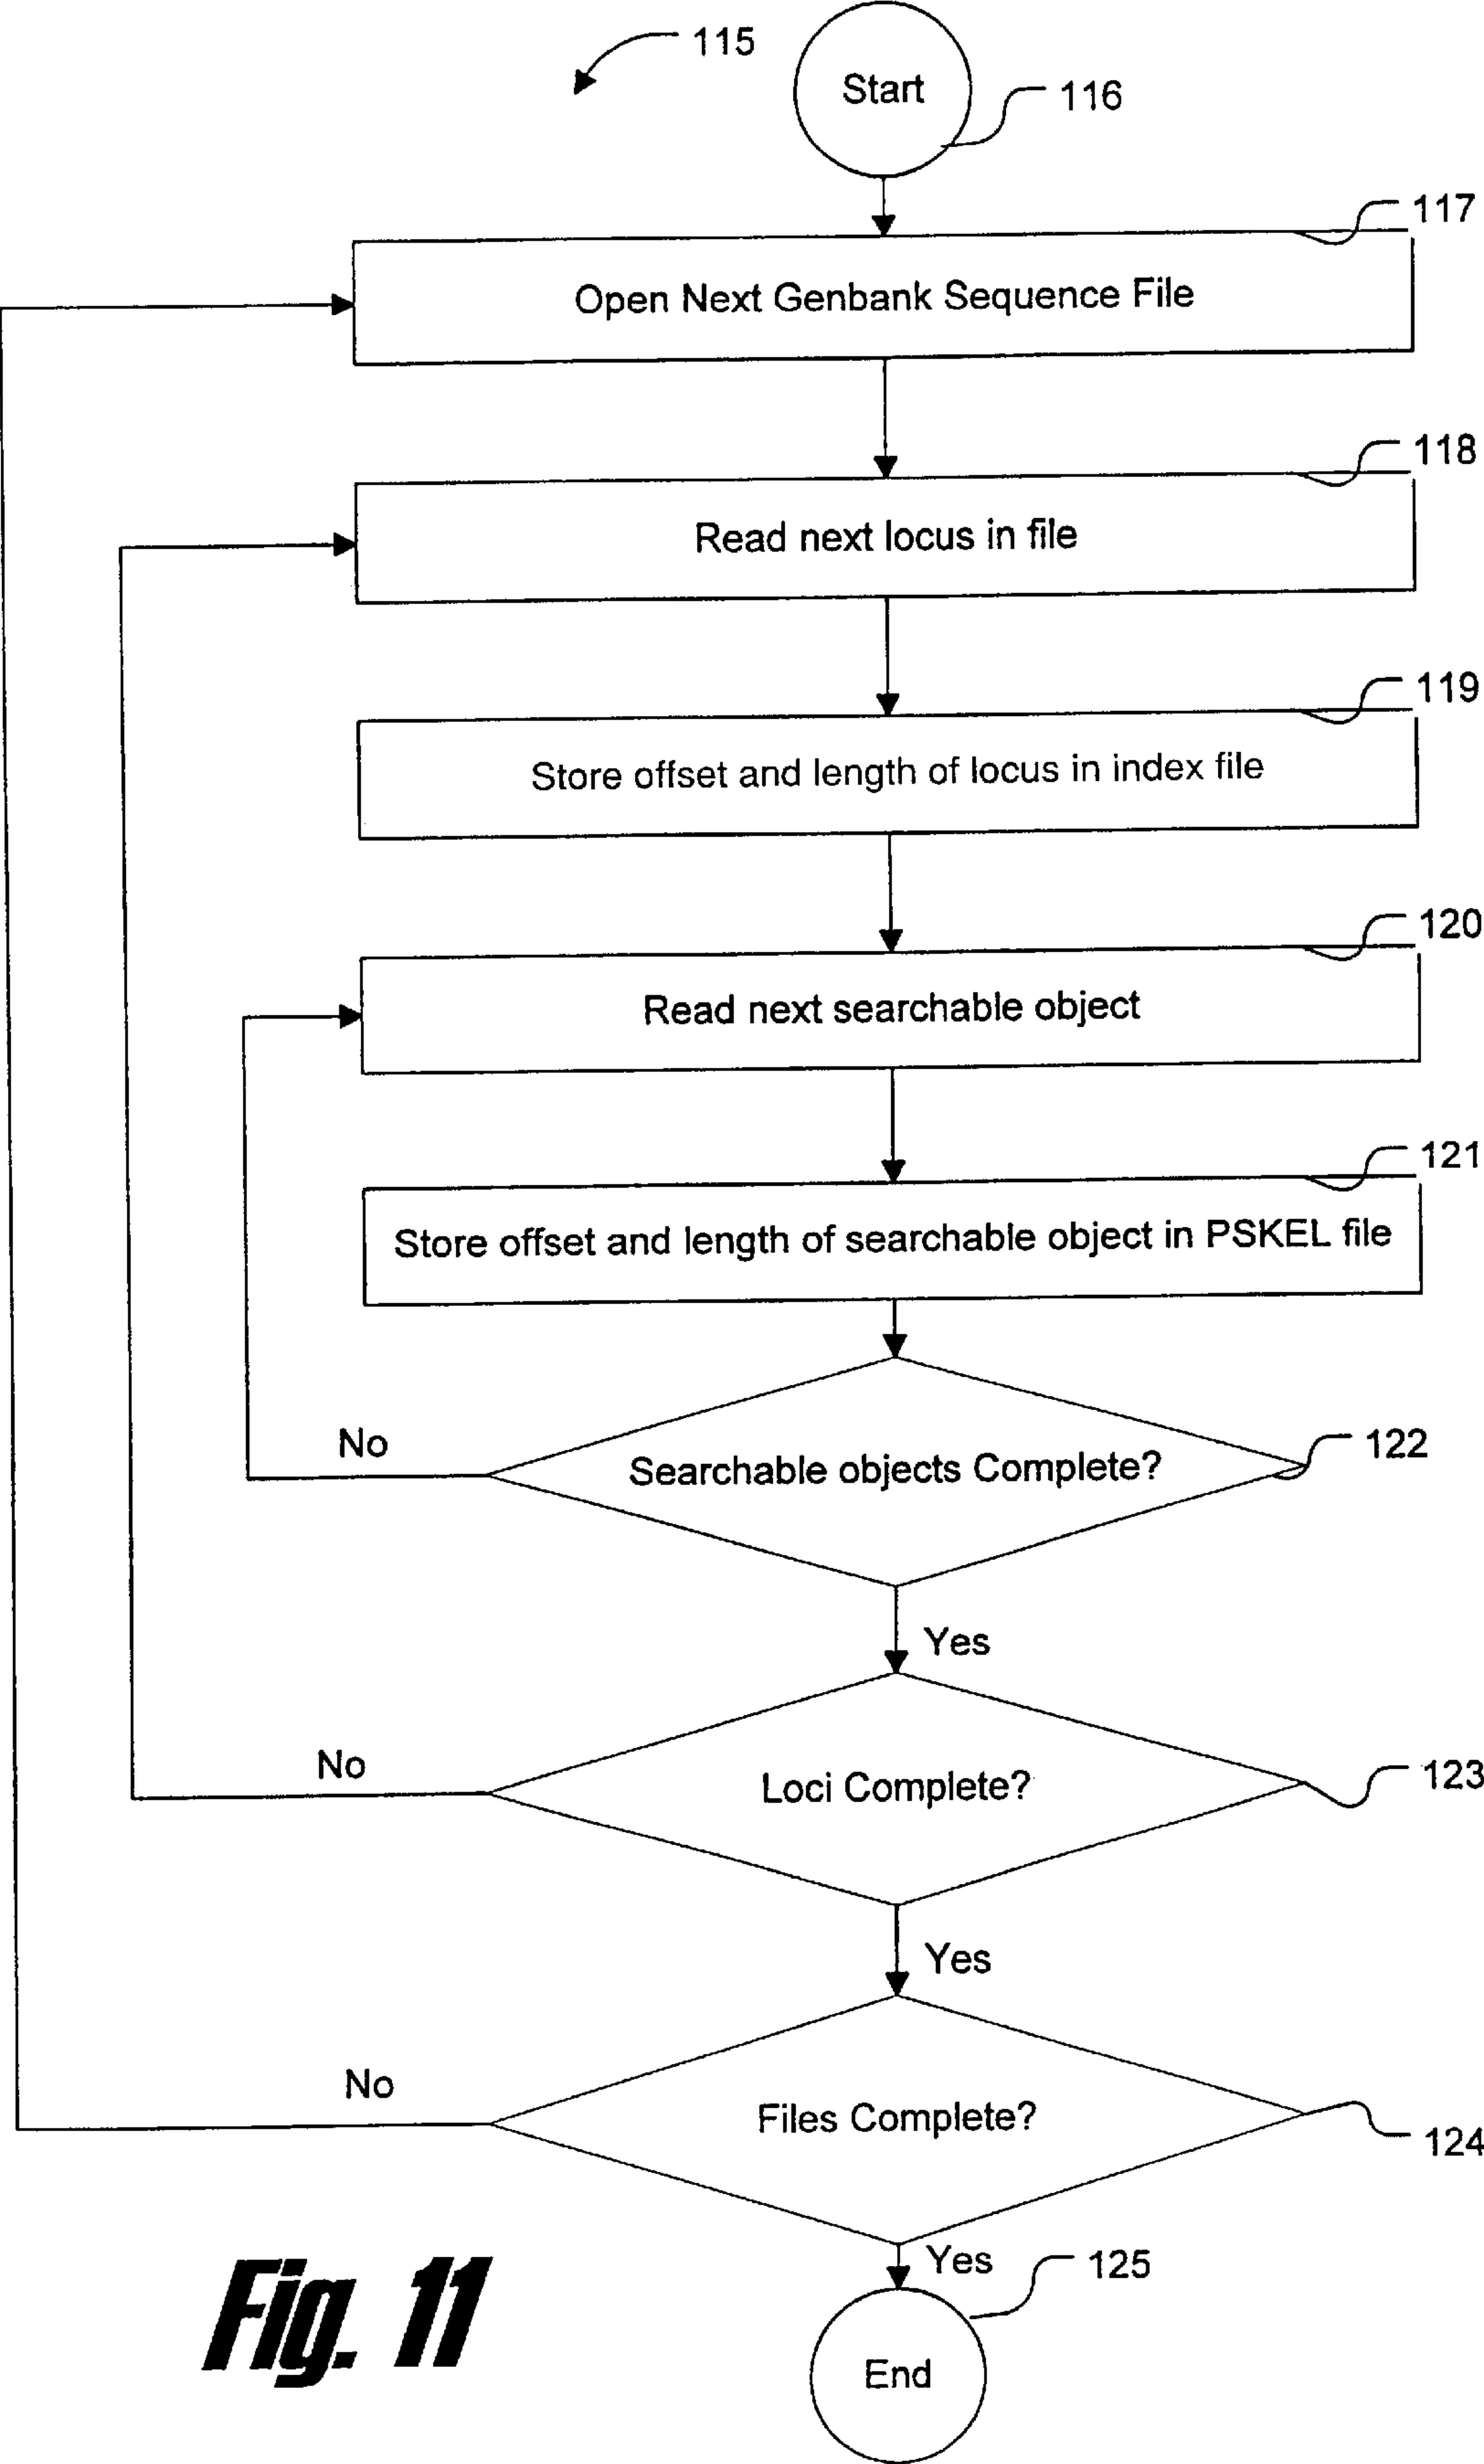 115
Start
116
117
Open Next Genbank Sequence File
118
Read next locus in file
119
Store offset and length of locus in index file
120
Read next searchable object
121
Store offset and length of searchable object in PSKEL file
No
Searchable objects Complete?
122
Yes
No
Loci Complete?
123
Yes
No
Files Complete?
124
Yes
125
End
Fig. 11